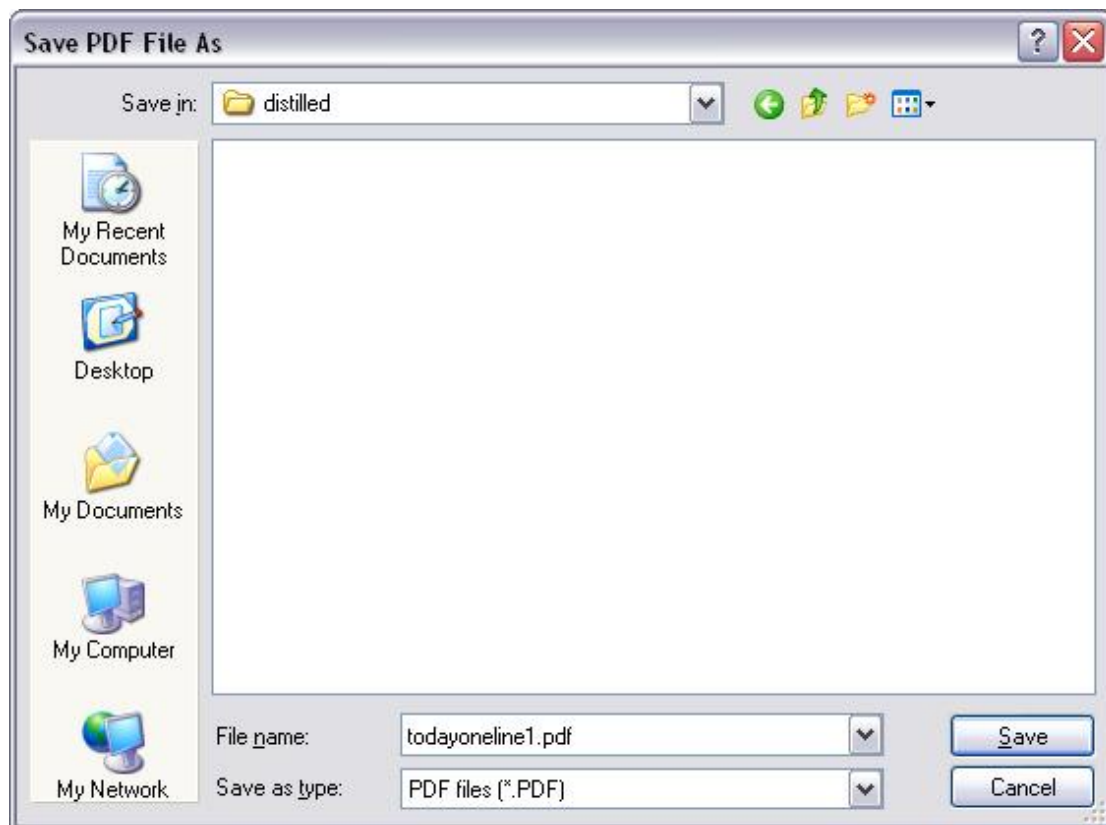 Save PDF File As
Save in: distilled
My Recent
Documents
Desktop
My Documents
My Computer
My Network
File name: todayoneline1.pdf Save
Save as type: PDF files (*.PDF) Cancel